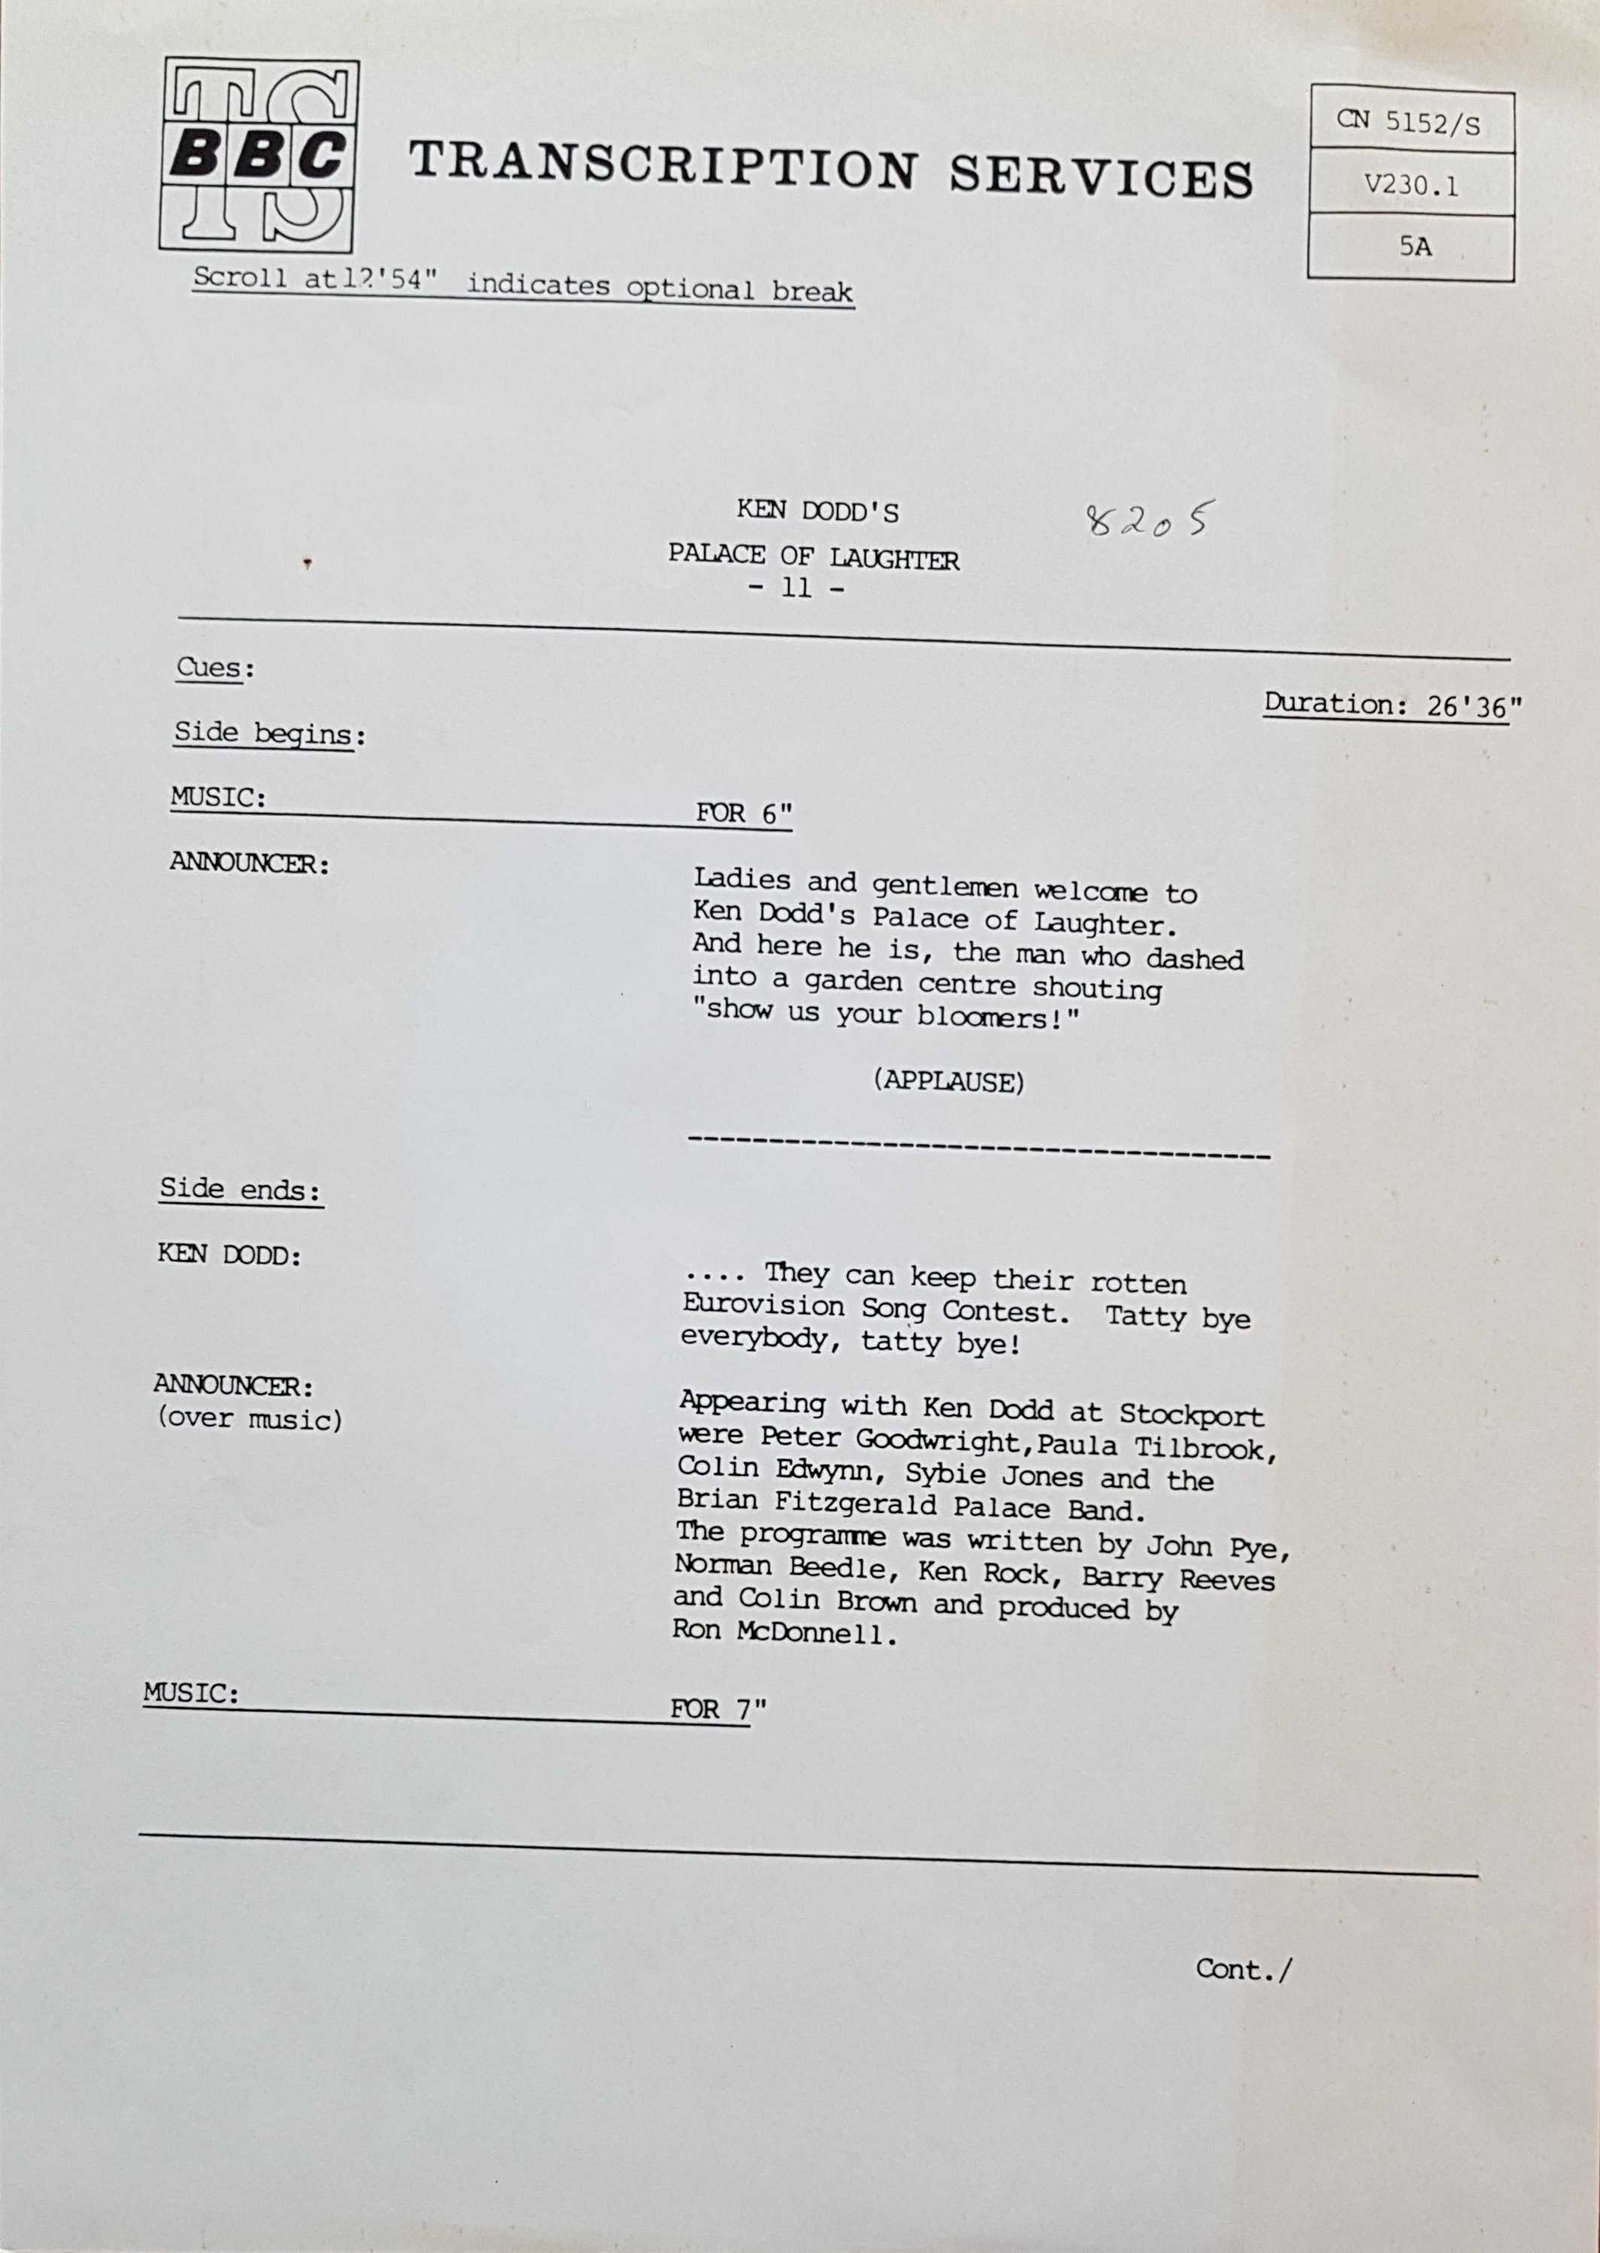 TS
BBC
TS
TRANSCRIPTION SERVICES
CN 5152/S
V230.1
5A
Scroll at 12'54" indicates optional break
KEN DODD'S
8205
PALACE OF LAUGHTER
- 11 -
Cues:
Duration: 26'36"
Side begins:
MUSIC: FOR 6"
ANNOUNCER: Ladies and gentlemen welcome to
Ken Dodd's Palace of Laughter.
And here he is, the man who dashed
into a garden centre shouting
"show us your bloomers!"
(APPLAUSE)
------------------------------------
Side ends:
KEN DODD: .... They can keep their rotten
Eurovision Song Contest. Tatty bye
everybody, tatty bye!
ANNOUNCER: Appearing with Ken Dodd at Stockport
(over music) were Peter Goodwright, Paula Tilbrook,
Colin Edwynn, Sybie Jones and the
Brian Fitzgerald Palace Band.
The programme was written by John Pye,
Norman Beedle, Ken Rock, Barry Reeves
and Colin Brown and produced by
Ron McDonnell.
MUSIC: FOR 7"
Cont./